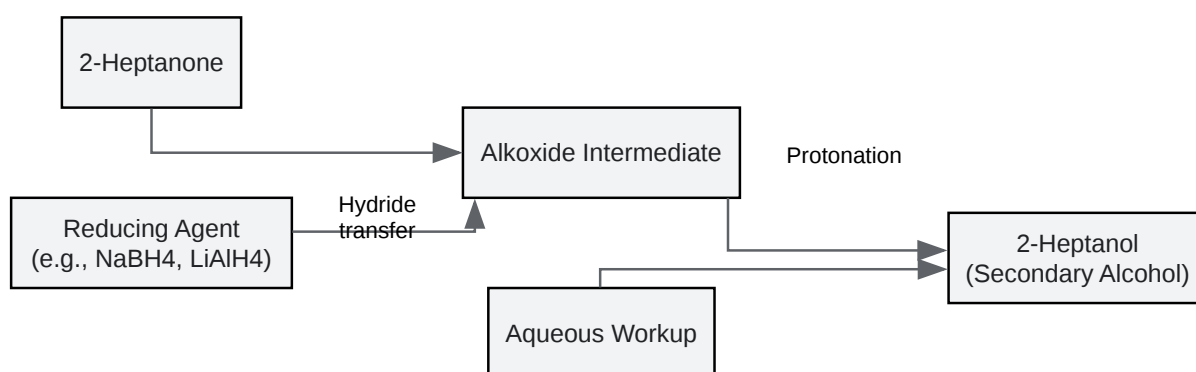 2-Heptanone
Alkoxide Intermediate
Protonation
Reducing Agent
(e.g., NaBH4, LiAlH4)
Hydride
transfer
2-Heptanol
(Secondary Alcohol)
Aqueous Workup